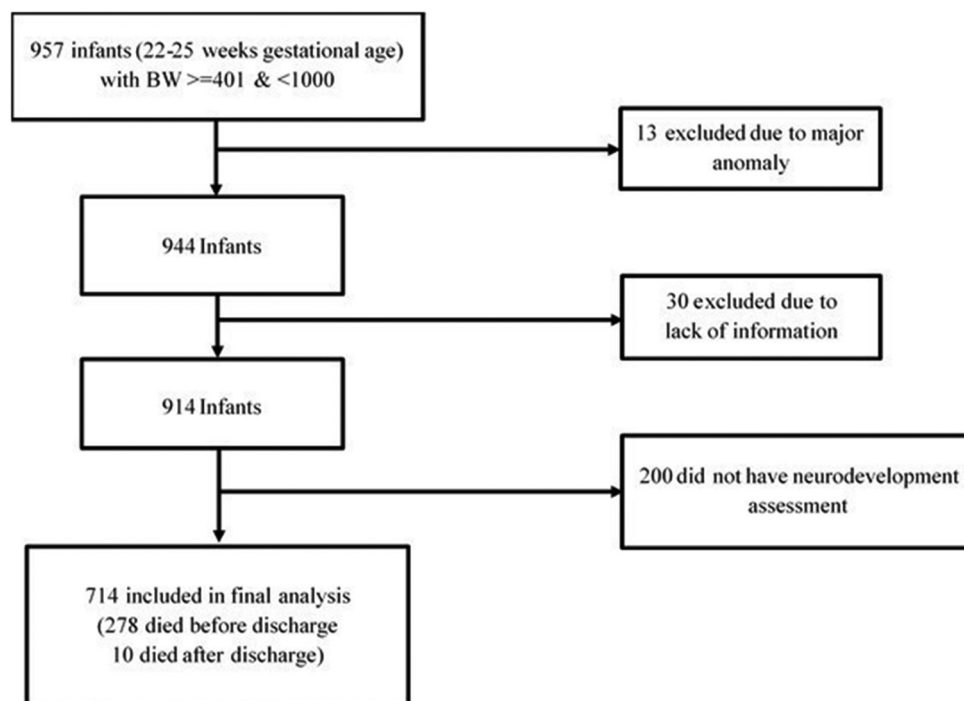 957 infants (22-25 weeks gestational age)
with BW >=401 & <1000
13 excluded due to major
anomaly
944 Infants
30 excluded due to
lack of information
914 Infants
200 did not have neurodevelopment
assessment
714 included in final analysis
(278 died before discharge
10 died after discharge)